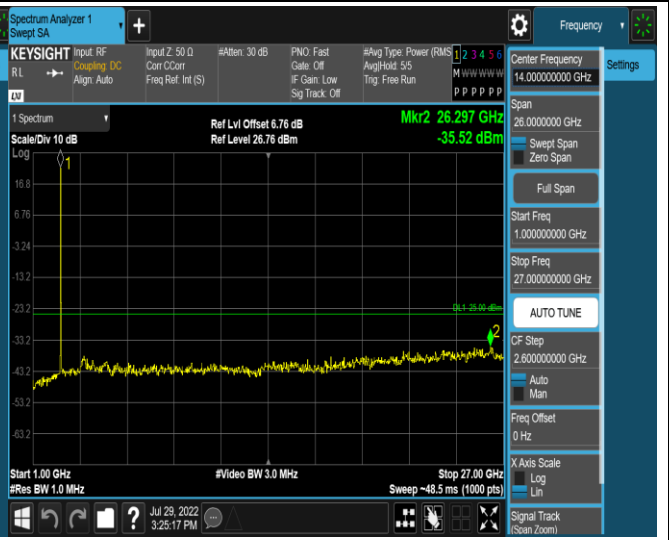 Spectrum Analyzer 1
Swept SA
+
Frequency
KEYSIGHT
RL
LXI
Input: RF
Coupling: DC
Align: Auto
Input Z: 50 Ω
Corr CCorr
Freq Ref: Int (S)
#Atten: 30 dB
PNO: Fast
Gate: Off
IF Gain: Low
Sig Track: Off
#Avg Type: Power (RMS
Avg|Hold: 5/5
Trig: Free Run
1 2 3 4 5 6
M W W W W W
P P P P P P
1 Spectrum
Scale/Div 10 dB
Log
Ref Lvl Offset 6.76 dB
Ref Level 26.76 dBm
Mkr2 26.297 GHz
-35.52 dBm
1
16.8
6.76
-3.24
-13.2
-23.2
DL1 -25.00 dBm
-33.2
2
-43.2
-53.2
-63.2
Start 1.00 GHz
#Res BW 1.0 MHz
#Video BW 3.0 MHz
Stop 27.00 GHz
Sweep ~48.5 ms (1000 pts)
?
Jul 29, 2022
3:25:17 PM
Center Frequency
14.000000000 GHz
Settings
Span
26.0000000 GHz
Swept Span
Zero Span
Full Span
Start Freq
1.000000000 GHz
Stop Freq
27.000000000 GHz
AUTO TUNE
CF Step
2.600000000 GHz
Auto
Man
Freq Offset
0 Hz
X Axis Scale
Log
Lin
Signal Track
(Span Zoom)